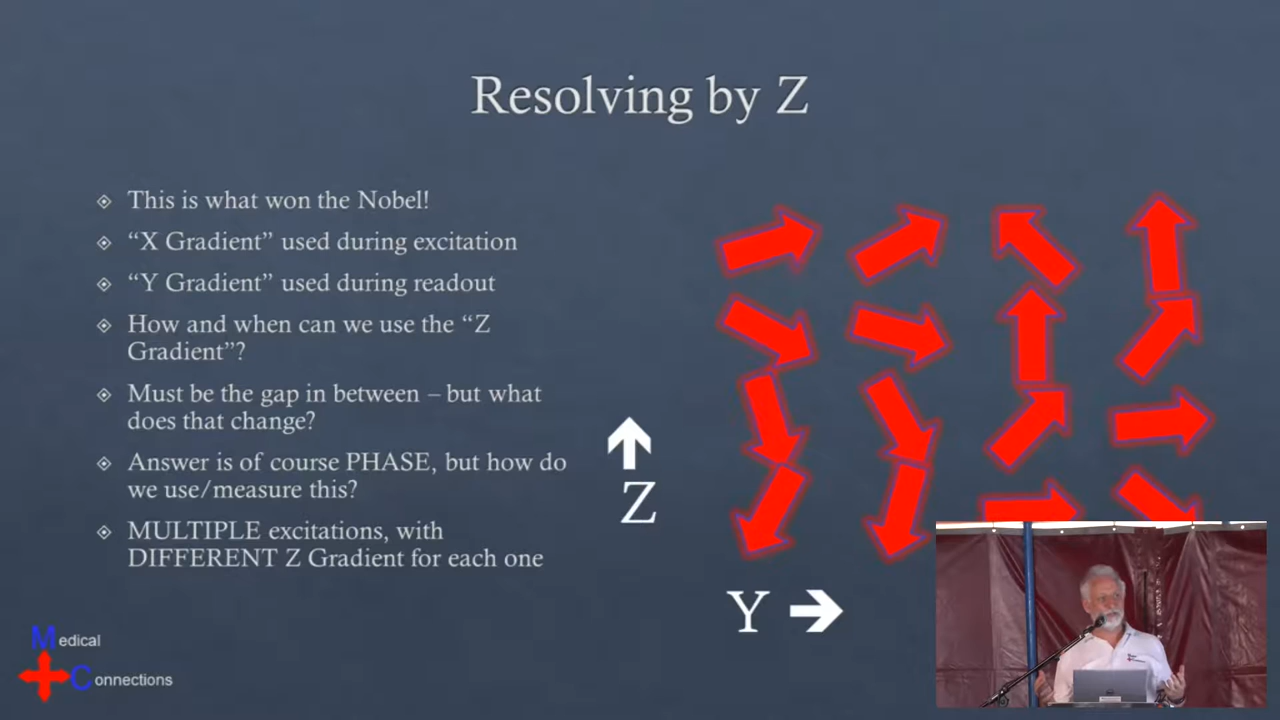 Resolving by Z
This is what won the Nobel!
“X Gradient” used during excitation
“Y Gradient” used during readout
How and when can we use the “Z
Gradient”?
Must be the gap in between – but what
does that change?
Answer is of course PHASE, but how do
we use/measure this?
MULTIPLE excitations, with
DIFFERENT Z Gradient for each one
Z
Y
Medical
Connections